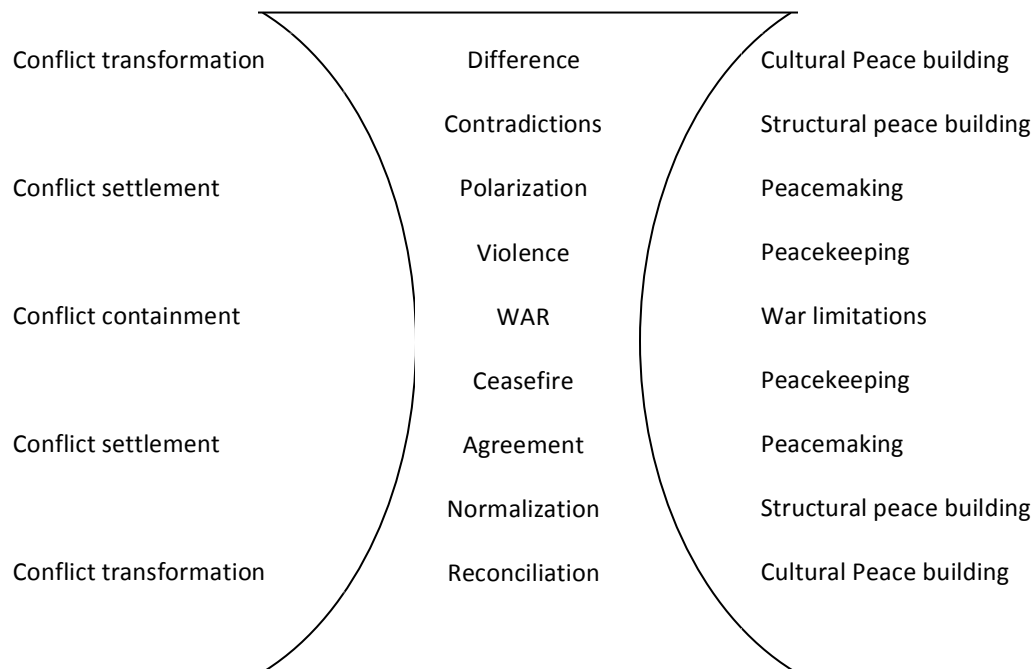 Conflict transformation Difference Cultural Peace building
Contradictions Structural peace building
Conflict settlement Polarization Peacemaking
Violence Peacekeeping
Conflict containment WAR War limitations
Ceasefire Peacekeeping
Conflict settlement Agreement Peacemaking
Normalization Structural peace building
Conflict transformation Reconciliation Cultural Peace building